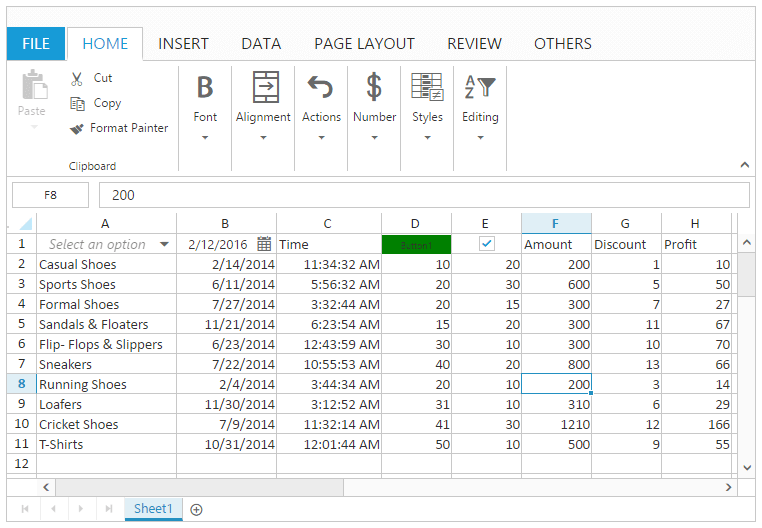 FILE HOME INSERT DATA PAGE LAYOUT REVIEW OTHERS
Paste
Cut
Copy
Format Painter
Clipboard
B
Font
Alignment
Actions
$
Number
Styles
A
Z
Editing
F8 200
A B C D E F G H
1 Select an option 2/12/2016 Time Button1 Amount Discount Profit
2 Casual Shoes 2/14/2014 11:34:32 AM 10 20 200 1 10
3 Sports Shoes 6/11/2014 5:56:32 AM 20 30 600 5 50
4 Formal Shoes 7/27/2014 3:32:44 AM 20 15 300 7 27
5 Sandals & Floaters 11/21/2014 6:23:54 AM 15 20 300 11 67
6 Flip- Flops & Slippers 6/23/2014 12:43:59 AM 30 10 300 10 70
7 Sneakers 7/22/2014 10:55:53 AM 40 20 800 13 66
8 Running Shoes 2/4/2014 3:44:34 AM 20 10 200 3 14
9 Loafers 11/30/2014 3:12:52 AM 31 10 310 6 29
10 Cricket Shoes 7/9/2014 11:32:14 AM 41 30 1210 12 166
11 T-Shirts 10/31/2014 12:01:44 AM 50 10 500 9 55
12
Sheet1